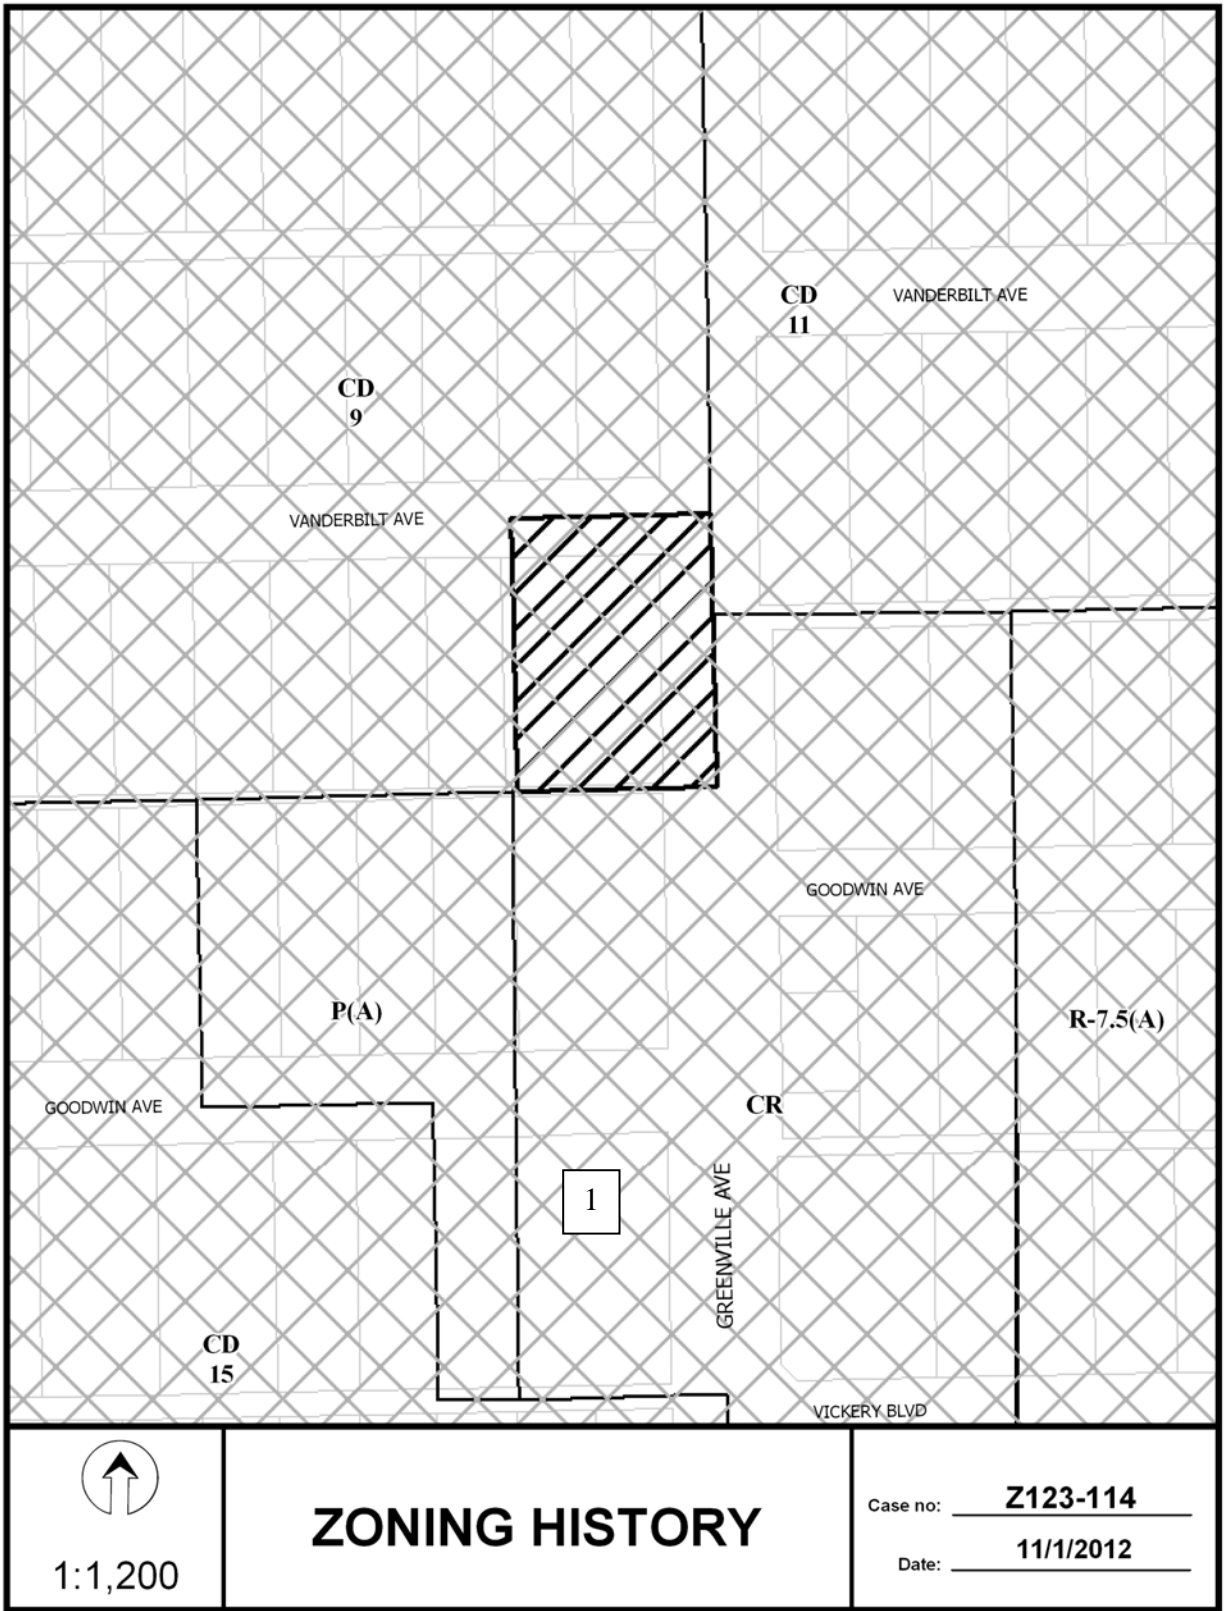 CD
11
VANDERBILT AVE
CD
9
VANDERBILT AVE
GOODWIN AVE
P(A)
R-7.5(A)
GOODWIN AVE
CR
1
GREENVILLE AVE
CD
15
VICKERY BLVD
1:1,200
ZONING HISTORY
Case no: Z123-114
Date: 11/1/2012